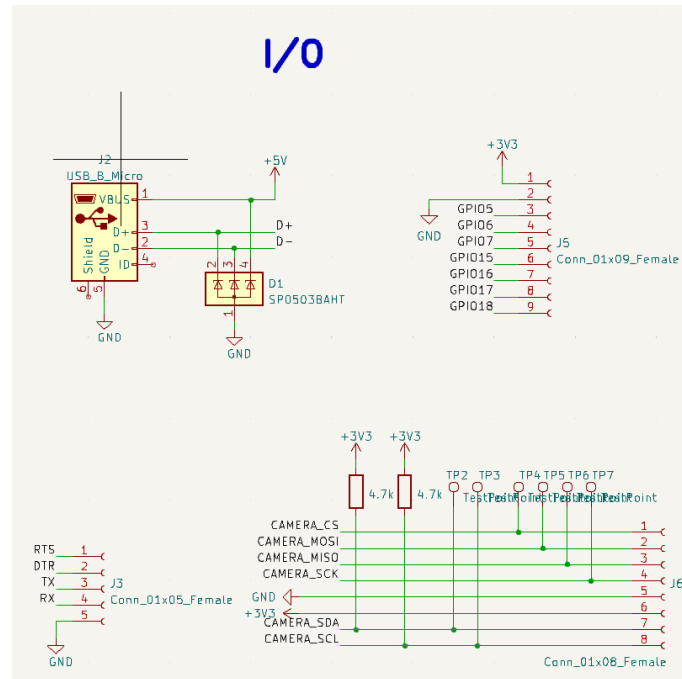 I/O
J2
USB_B_Micro
VBUS 1
D+ 3
D- 2
ID 4
Shield
GND
6
5
GND
+5V
D+
D-
2
3
4
1
D1
SP0503BAHT
GND
+3V3
GND
1
2
GPIO5 3
GPIO6 4
GPIO7 5
GPIO15 6
GPIO16 7
GPIO17 8
GPIO18 9
J5
Conn_01x09_Female
RTS 1
DTR 2
TX 3
RX 4
5
J3
Conn_01x05_Female
GND
+3V3
+3V3
4.7k
4.7k
TP2
TP3
TP4
TP5
TP6
TP7
CAMERA_CS 1
CAMERA_MOSI 2
CAMERA_MISO 3
CAMERA_SCK 4
GND 5
+3V3 6
CAMERA_SDA 7
CAMERA_SCL 8
J6
Conn_01x08_Female